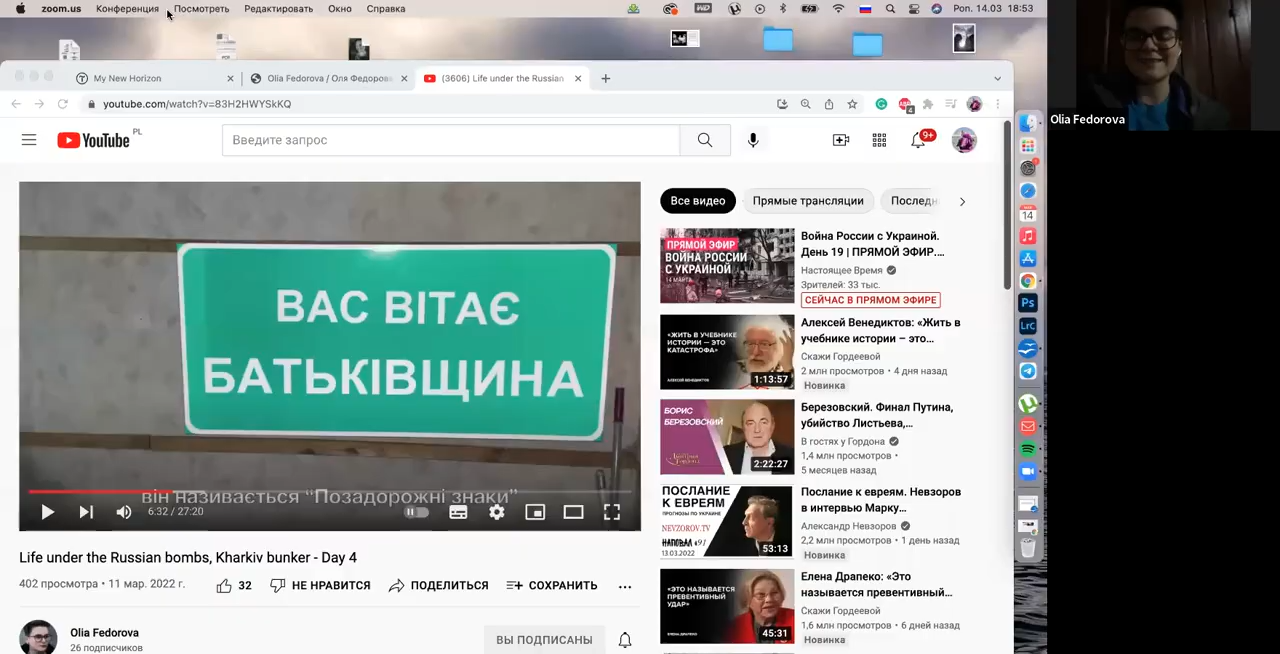 zoom.us Конференция Посмотреть Редактировать Окно Справка Pon. 14.03 18:53
My New Horizon Olia Fedorova / Оля Федоров (3606) Life under the Russian
youtube.com/watch?v=83H2HWYSkKQ
Olia Fedorova
YouTube PL Введите запрос 9+
Все видео Прямые трансляции Последн
ВАС ВІТАЄ
БАТЬКІВЩИНА
він називається “Позадорожні знаки”
6:32 / 27:20
Life under the Russian bombs, Kharkiv bunker - Day 4
402 просмотра • 11 мар. 2022 г. 32 НЕ НРАВИТСЯ ПОДЕЛИТЬСЯ СОХРАНИТЬ
Olia Fedorova
26 подписчиков
ВЫ ПОДПИСАНЫ
ПРЯМОЙ ЭФИР
ВОЙНА РОССИИ
С УКРАИНОЙ
14 МАРТА
Война России с Украиной.
День 19 | ПРЯМОЙ ЭФИР.…
Настоящее Время
Зрителей: 33 тыс.
СЕЙЧАС В ПРЯМОМ ЭФИРЕ
«ЖИТЬ В УЧЕБНИКЕ
ИСТОРИИ – ЭТО
КАТАСТРОФА»
АЛЕКСЕЙ ВЕНЕДИКТОВ
1:13:57
Алексей Венедиктов: «Жить в
учебнике истории – это…
Скажи Гордеевой
2 млн просмотров • 4 дня назад
Новинка
БОРИС
БЕРЕЗОВСКИЙ
2:22:27
Березовский. Финал Путина,
убийство Листьева,…
В гостях у Гордона
1,4 млн просмотров •
5 месяцев назад
ПОСЛАНИЕ
К ЕВРЕЯМ
NEVZOROV.TV
13.03.2022
53:13
Послание к евреям. Невзоров
в интервью Марку…
Александр Невзоров
2,2 млн просмотров • 1 день назад
Новинка
«ЭТО
НАЗЫВАЕТСЯ
ПРЕВЕНТИВНЫЙ
УДАР»
ЕЛЕНА ДРАПЕКО
45:31
Елена Драпеко: «Это
называется превентивный…
Скажи Гордеевой
1,6 млн просмотров • 6 дней назад
Новинка
14
Ps
LrC